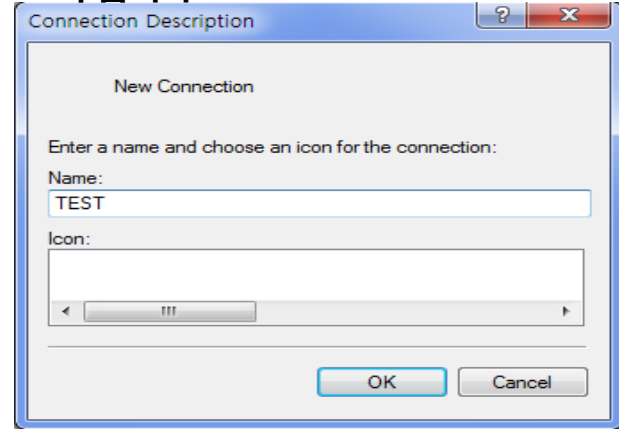 Connection Description
New Connection
Enter a name and choose an icon for the connection:
Name:
TEST
Icon:
OK
Cancel